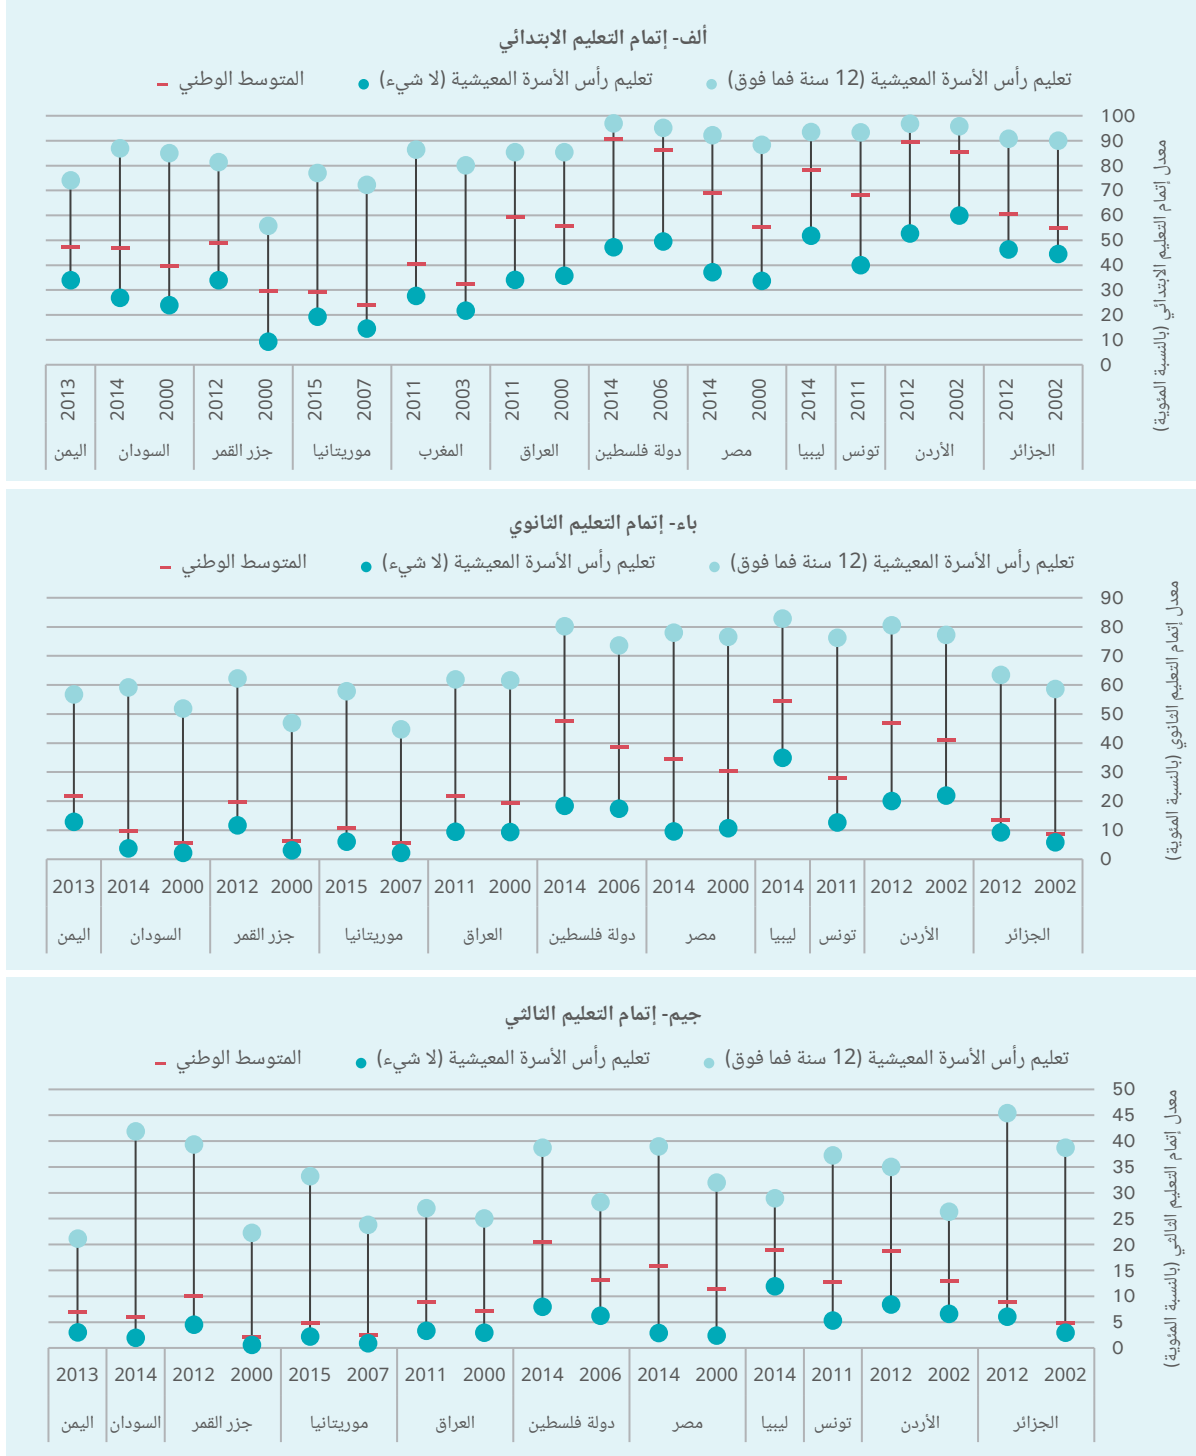 ألف- إتمام التعليم الابتدائي
تعليم رأس الأسرة المعيشية (12 سنة فما فوق) تعليم رأس الأسرة المعيشية (لا شيء) المتوسط الوطني
معدل إتمام التعليم الابتدائي (بالنسبة المئوية)
100
90
80
70
60
50
40
30
20
10
0
2002 2012 2002 2012 2011 2014 2000 2014 2006 2014 2000 2011 2003 2011 2007 2015 2000 2012 2000 2014 2013
الجزائر الأردن تونس ليبيا مصر دولة فلسطين العراق المغرب موريتانيا جزر القمر السودان اليمن
باء- إتمام التعليم الثانوي
تعليم رأس الأسرة المعيشية (12 سنة فما فوق) تعليم رأس الأسرة المعيشية (لا شيء) المتوسط الوطني
معدل إتمام التعليم الثانوي (بالنسبة المئوية)
90
80
70
60
50
40
30
20
10
0
2002 2012 2002 2012 2011 2014 2000 2014 2006 2014 2000 2011 2007 2015 2000 2012 2000 2014 2013
الجزائر الأردن تونس ليبيا مصر دولة فلسطين العراق موريتانيا جزر القمر السودان اليمن
جيم- إتمام التعليم الثالثي
تعليم رأس الأسرة المعيشية (12 سنة فما فوق) تعليم رأس الأسرة المعيشية (لا شيء) المتوسط الوطني
معدل إتمام التعليم الثالثي (بالنسبة المئوية)
50
45
40
35
30
25
20
15
10
5
0
2002 2012 2002 2012 2011 2014 2000 2014 2006 2014 2000 2011 2007 2015 2000 2012 2014 2013
الجزائر الأردن تونس ليبيا مصر دولة فلسطين العراق موريتانيا جزر القمر السودان اليمن